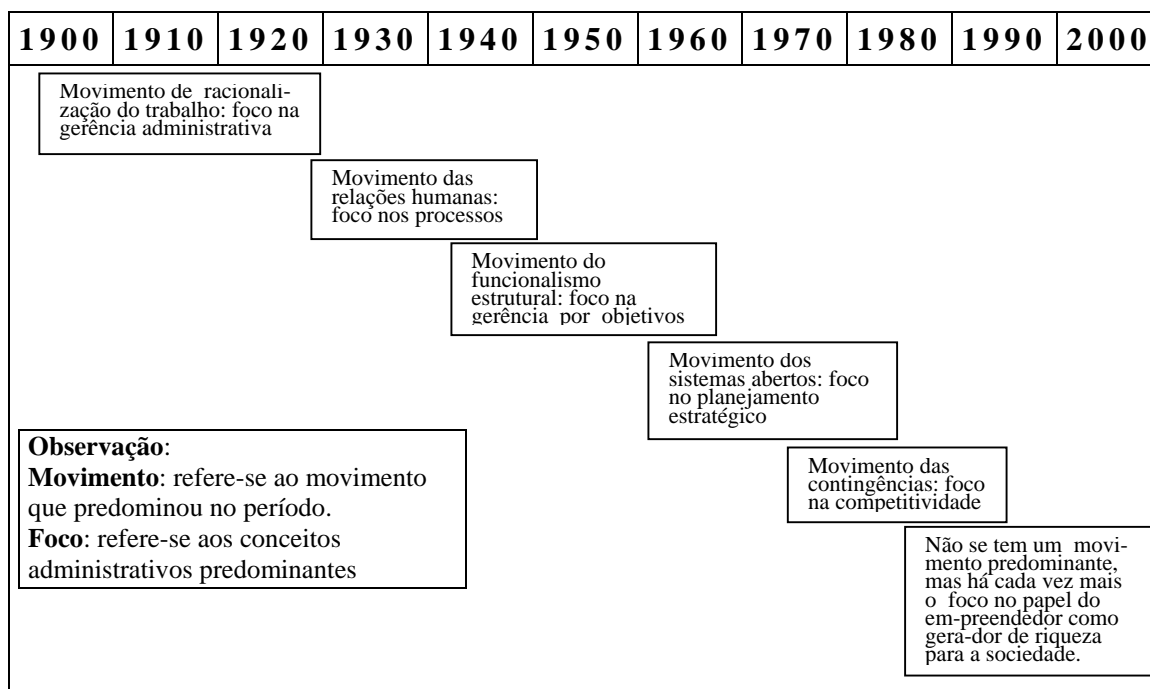 1900 1910 1920 1930 1940 1950 1960 1970 1980 1990 2000
Movimento de racionali-
zação do trabalho: foco na
gerência administrativa
Movimento das
relações humanas:
foco nos processos
Movimento do
funcionalismo
estrutural: foco na
gerência por objetivos
Movimento dos
sistemas abertos: foco
no planejamento
estratégico
Observação:
Movimento: refere-se ao movimento
que predominou no período.
Foco: refere-se aos conceitos
administrativos predominantes
Movimento das
contingências: foco
na competitividade
Não se tem um movi-
mento predominante,
mas há cada vez mais
o foco no papel do
em-preendedor como
gera-dor de riqueza
para a sociedade.